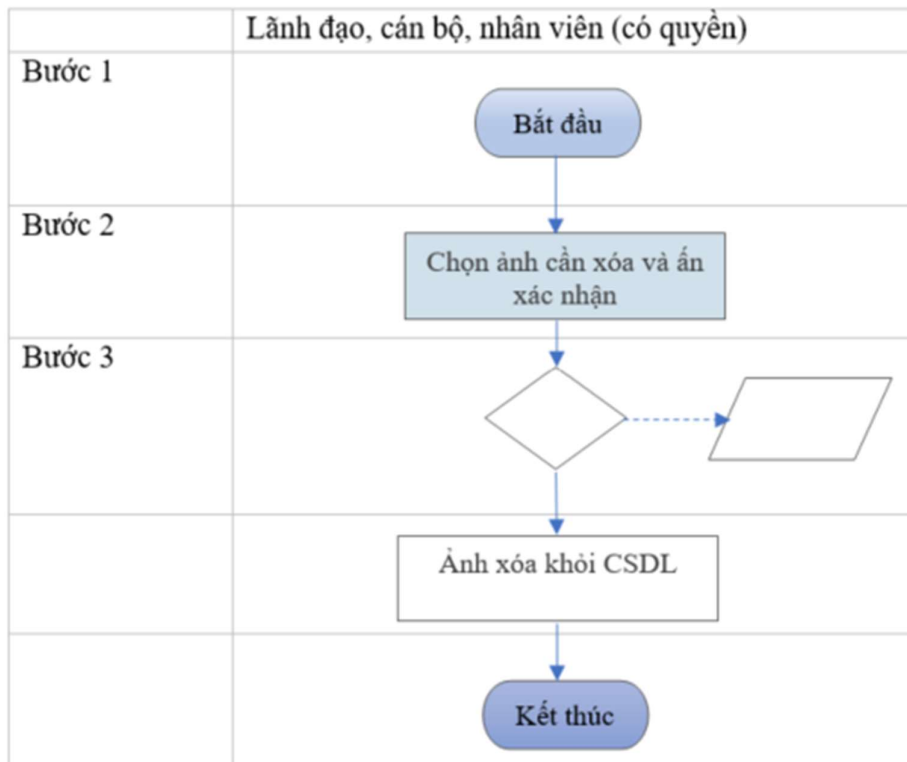 Lãnh đạo, cán bộ, nhân viên (có quyền)
Bước 1
Bắt đầu
Bước 2
Chọn ảnh cần xóa và ấn
xác nhận
Bước 3
Ảnh xóa khỏi CSDL
Kết thúc